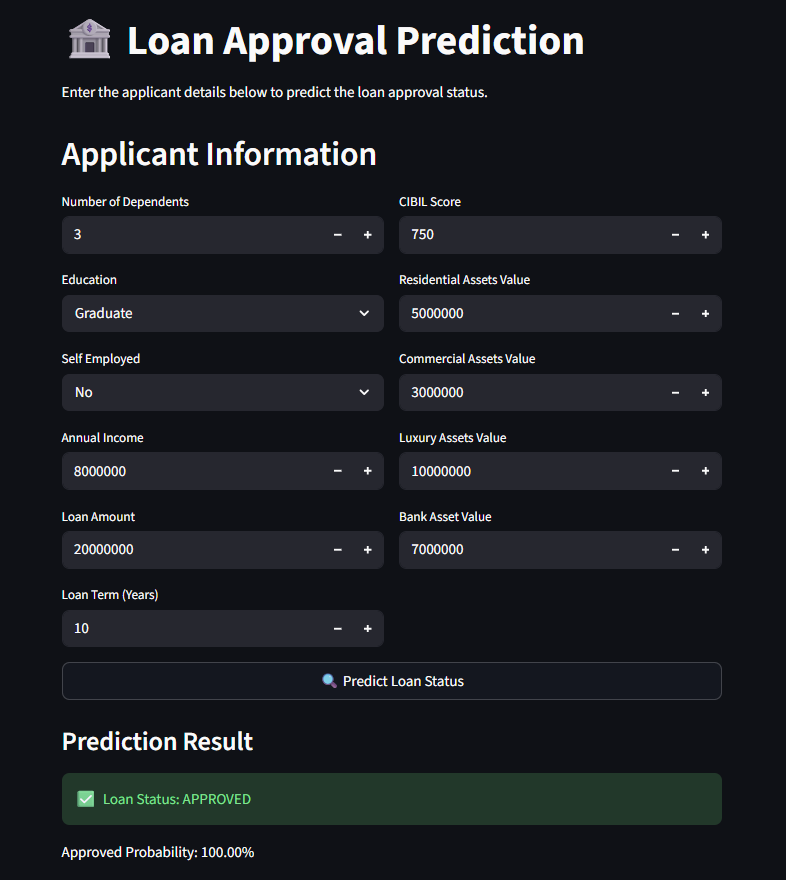 Loan Approval Prediction
Enter the applicant details below to predict the loan approval status.
Applicant Information
Number of Dependents
3
Education
Graduate
Self Employed
No
Annual Income
8000000
Loan Amount
20000000
Loan Term (Years)
10
CIBIL Score
750
Residential Assets Value
5000000
Commercial Assets Value
3000000
Luxury Assets Value
10000000
Bank Asset Value
7000000
Predict Loan Status
Prediction Result
Loan Status: APPROVED
Approved Probability: 100.00%